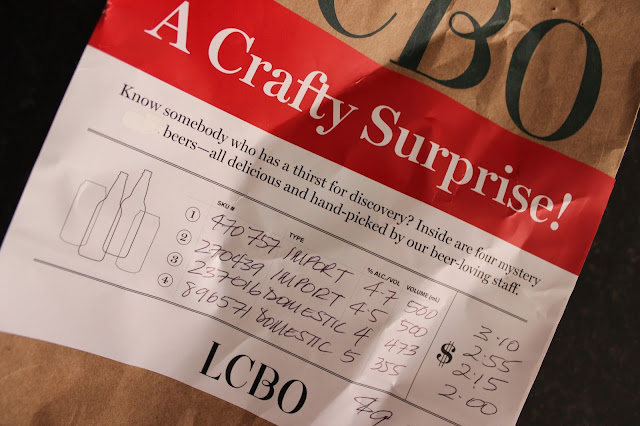 LCBO
A Crafty Surprise!
Know somebody who has a thirst for discovery? Inside are four mystery
beers—all delicious and hand-picked by our beer-loving staff.
SKU # TYPE % ALC./VOL VOLUME (mL)
1 470757 IMPORT 4.7 500 3.10
2 220439 IMPORT 4.5 500 2.55
3 237016 DOMESTIC 4 473 $ 2.15
4 896571 DOMESTIC 5 355 2.00
LCBO